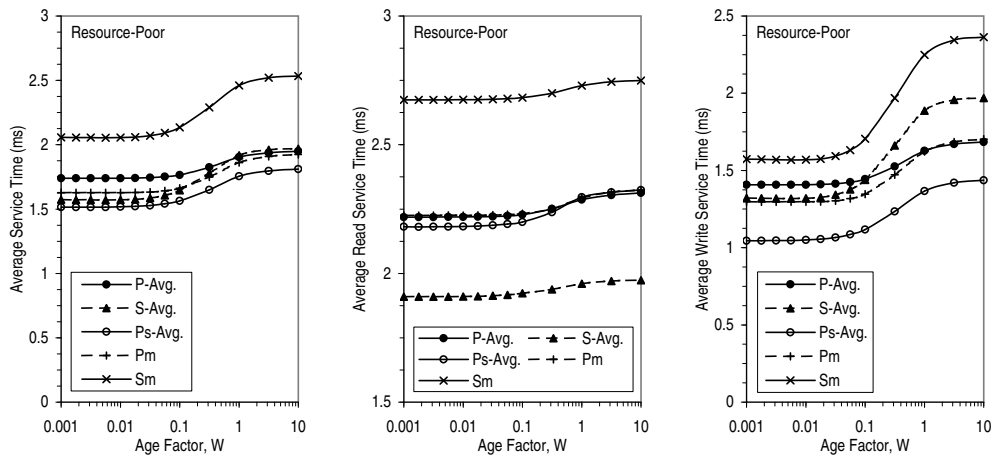 Resource-Poor
Average Service Time (ms)
3
2.5
2
1.5
1
0.5
0
P-Avg.
S-Avg.
Ps-Avg.
Pm
Sm
0.001 0.01 0.1 1 10
Age Factor, W
Resource-Poor
Average Read Service Time (ms)
3
2.5
2
1.5
P-Avg. S-Avg.
Ps-Avg. Pm
Sm
0.001 0.01 0.1 1 10
Age Factor, W
Resource-Poor
Average Write Service Time (ms)
2.5
2
1.5
1
0.5
0
P-Avg.
S-Avg.
Ps-Avg.
Pm
Sm
0.001 0.01 0.1 1 10
Age Factor, W